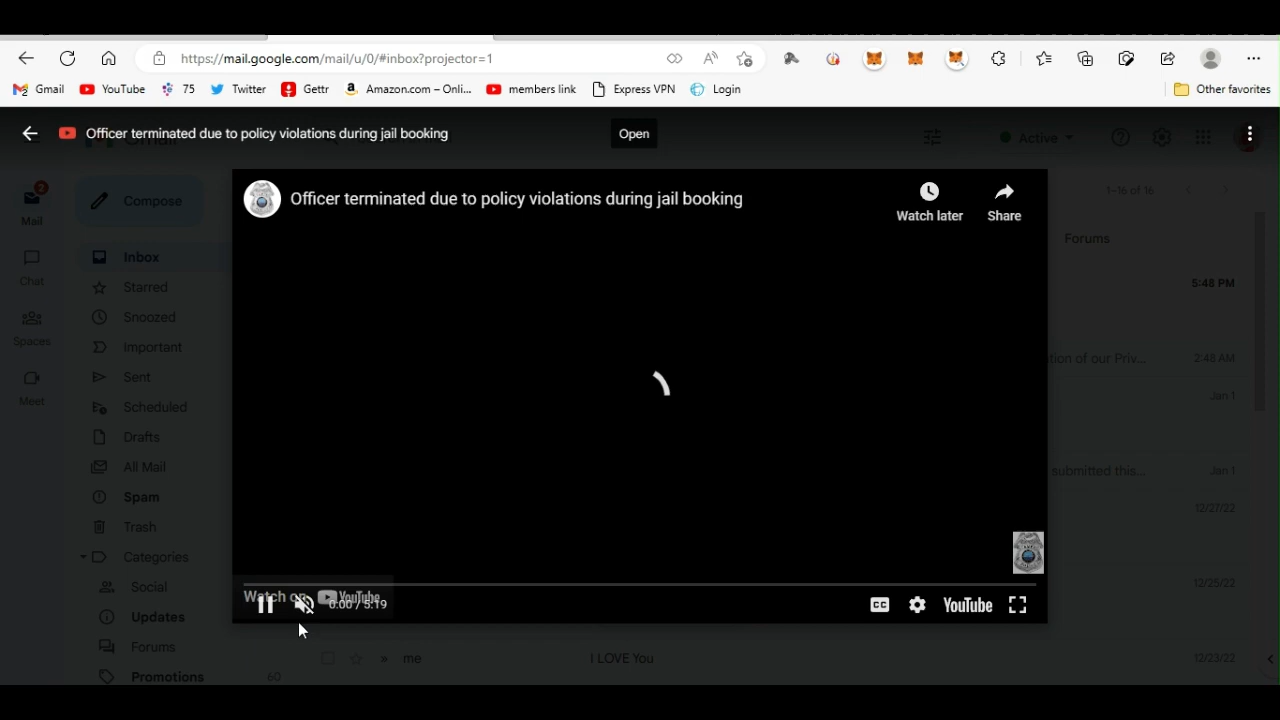 https://mail.google.com/mail/u/0/#inbox?projector=1
Gmail YouTube 75 Twitter Gettr Amazon.com – Onli... members link Express VPN Login Other favorites
Officer terminated due to policy violations during jail booking Open Active
2
Mail Compose 1–16 of 16
Officer terminated due to policy violations during jail booking Watch later Share
Inbox Forums
Chat Starred 5:48 PM
Snoozed
Spaces Important tion of our Priv... 2:48 AM
Sent
Meet Scheduled Jan 1
Drafts
All Mail submitted this... Jan 1
Spam 12/27/22
Trash
Categories
Social 12/25/22
Watch on YouTube
0:00 / 5:19 CC YouTube
Updates
Forums me I LOVE You 12/23/22
Promotions 60